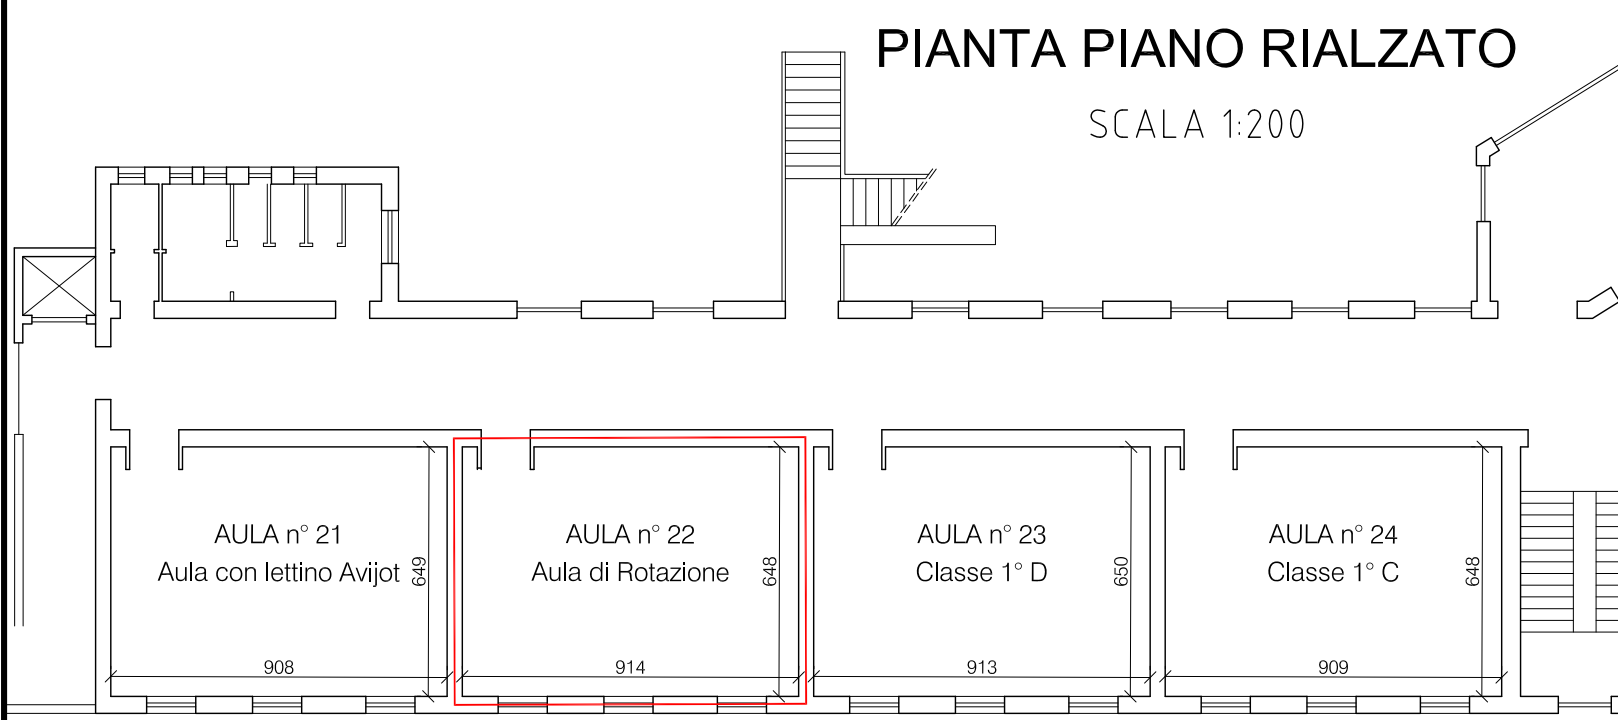 PIANTA PIANO RIALZATO
SCALA 1:200
AULA n° 21
Aula con lettino Avijot
649
908
AULA n° 22
Aula di Rotazione
648
914
AULA n° 23
Classe 1° D
650
913
AULA n° 24
Classe 1° C
648
909